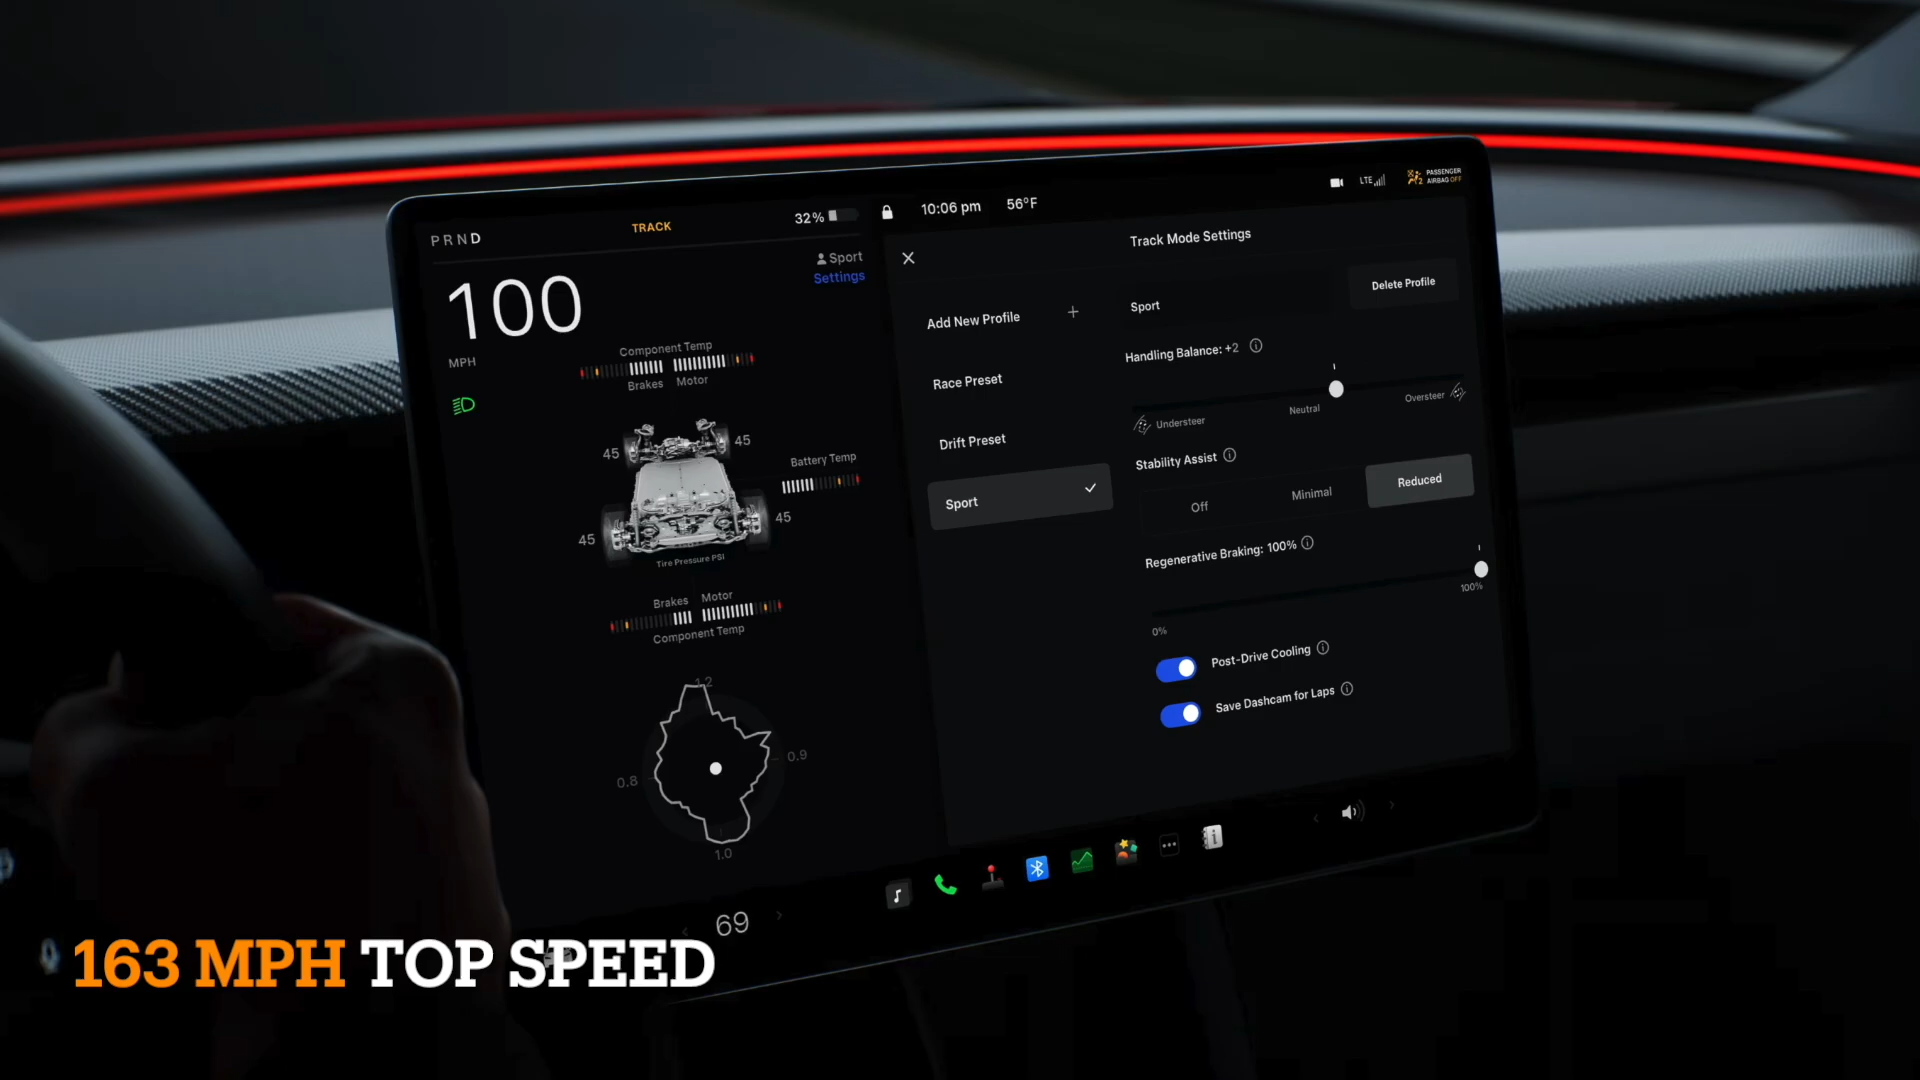 PRND
TRACK
32%
10:06 pm
56°F
LTE
PASSENGER
AIRBAG OFF
100
MPH
Sport
Settings
Component Temp
Brakes
Motor
45
45
Battery Temp
45
45
Tire Pressure PSI
Brakes
Motor
Component Temp
1.2
0.8
0.9
1.0
Track Mode Settings
Add New Profile +
Race Preset
Drift Preset
Sport
Sport
Delete Profile
Handling Balance: +2
Understeer
Neutral
Oversteer
Stability Assist
Off
Minimal
Reduced
Regenerative Braking: 100%
0%
100%
Post-Drive Cooling
Save Dashcam for Laps
69
163 MPH TOP SPEED